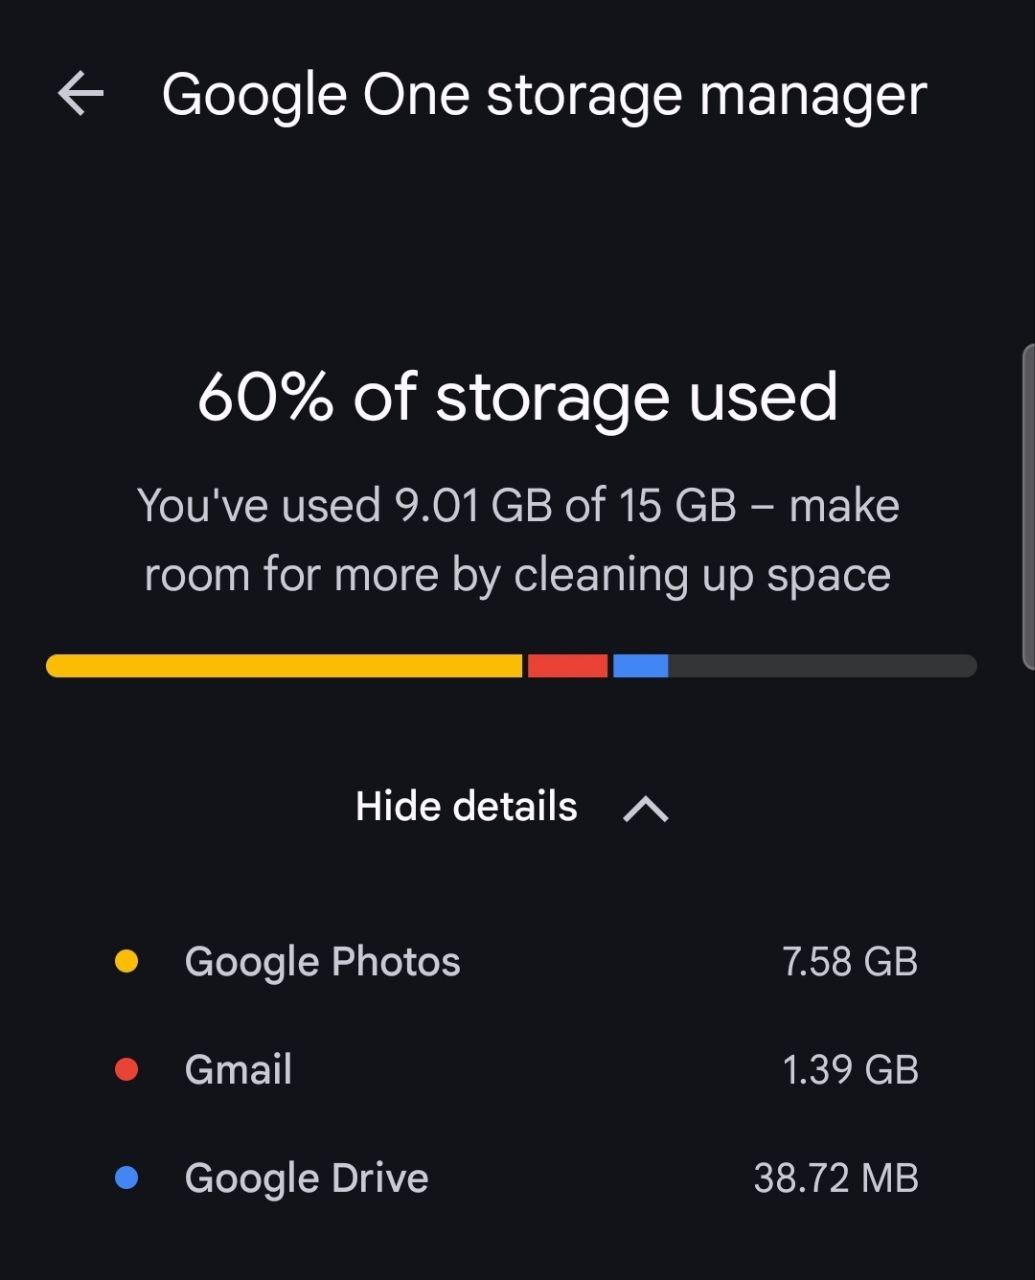 Google One storage manager
60% of storage used
You've used 9.01 GB of 15 GB – make
room for more by cleaning up space
Hide details
Google Photos 7.58 GB
Gmail 1.39 GB
Google Drive 38.72 MB